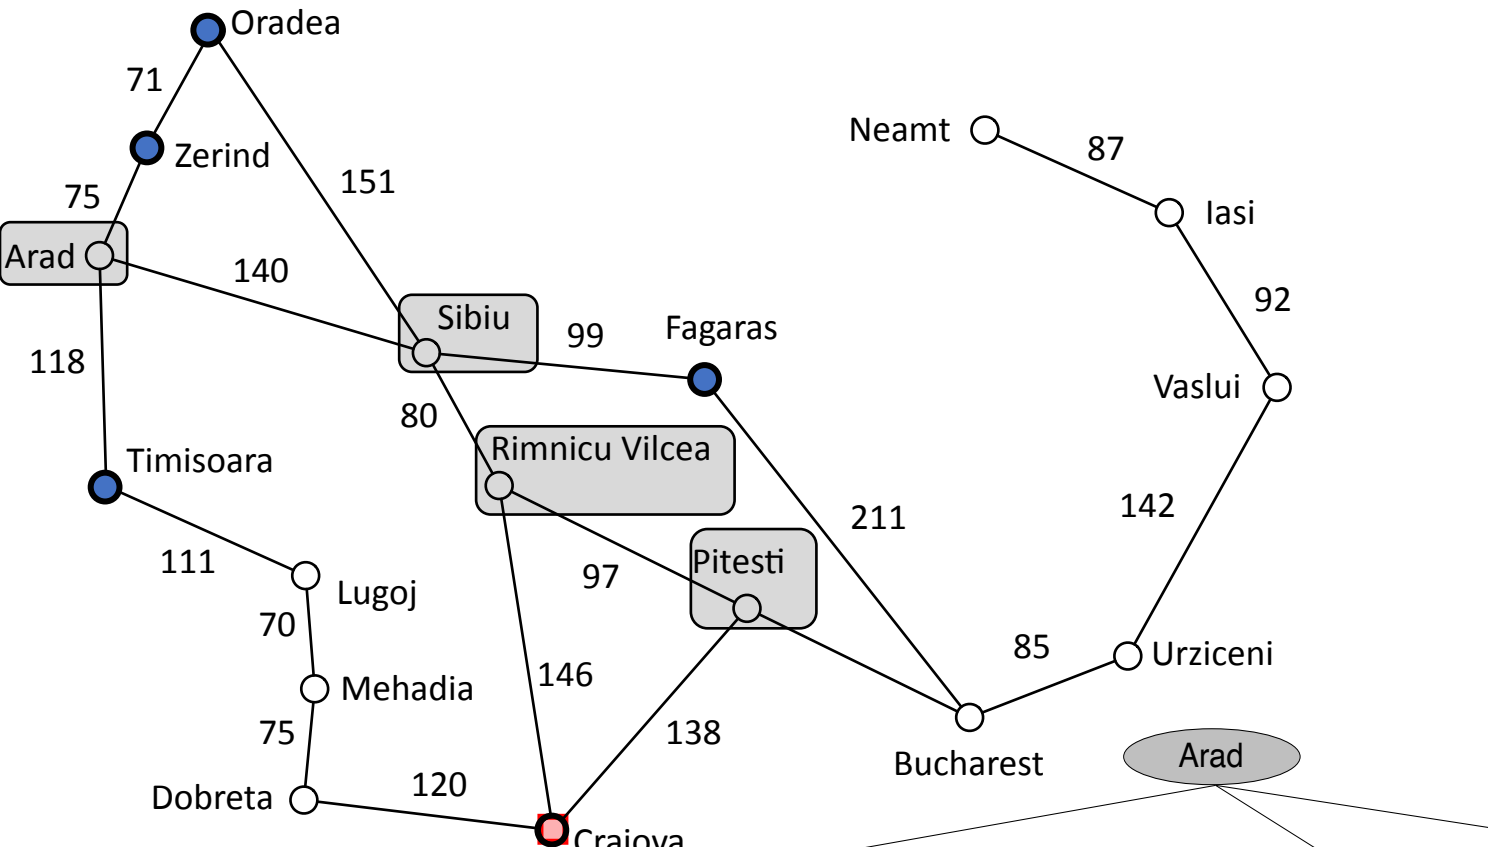 Oradea
71
Zerind
Neamt
87
151
75
Iasi
Arad
140
Sibiu
92
Fagaras
99
118
Vaslui
80
Rimnicu Vilcea
Timisoara
142
211
Pitesti
111
97
Lugoj
70
85
Urziceni
146
Mehadia
75
138
Arad
Bucharest
120
Dobreta
Craiova